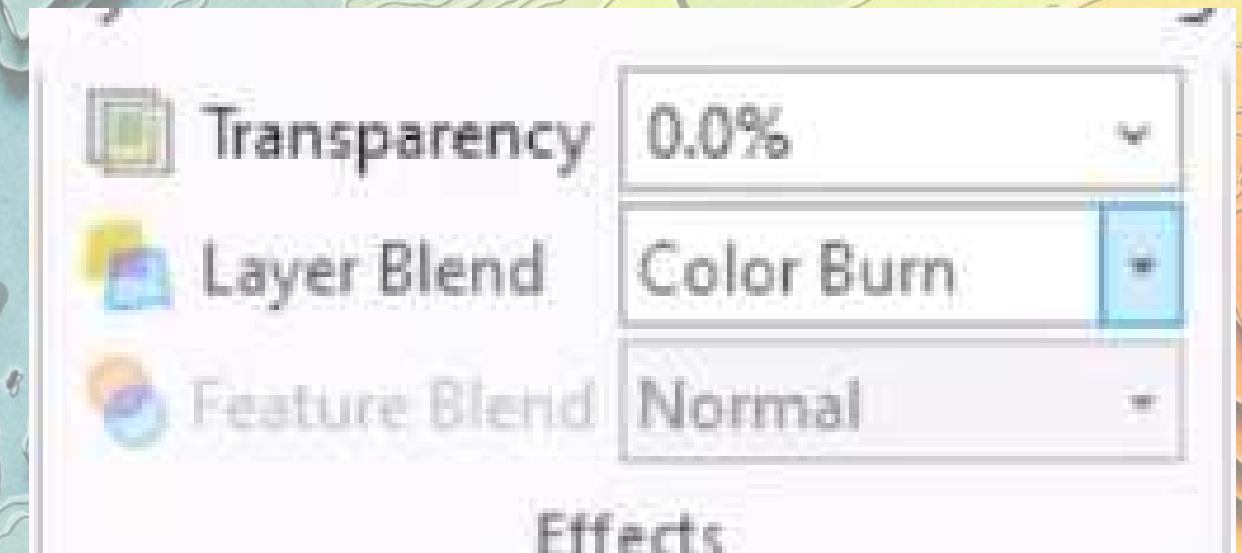 Transparency 0.0%
Layer Blend Color Burn
Feature Blend Normal
Effects